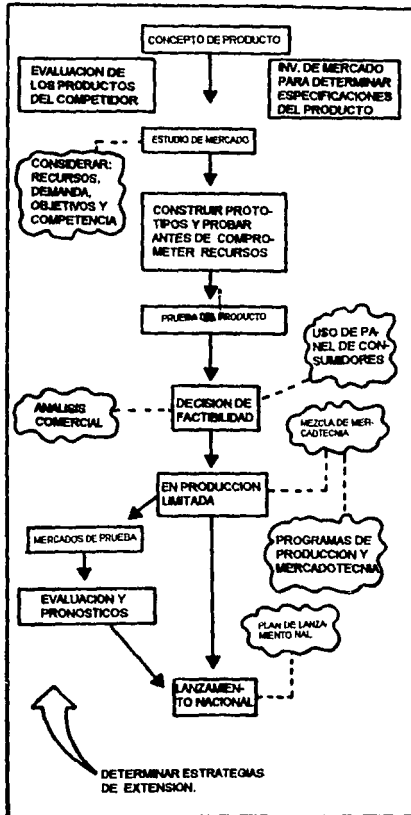 CONCEPTO DE PRODUCTO
EVALUACION DE
LOS PRODUCTOS
DEL COMPETIDOR
INV. DE MERCADO
PARA DETERMINAR
ESPECIFICACIONES
DEL PRODUCTO
ESTUDIO DE MERCADO
CONSIDERAR:
RECURSOS,
DEMANDA,
OBJETIVOS Y
COMPETENCIA
CONSTRUIR PROTO-
TIPOS Y PROBAR
ANTES DE COMPRO-
METER RECURSOS
PRUEBA DEL PRODUCTO
USO DE PA-
NEL DE CON-
SUMIDORES
ANALISIS
COMERCIAL
DECISION DE
FACTIBILIDAD
MEZCLA DE MER-
CADTECNIA
EN PRODUCCION
LIMITADA
MERCADOS DE PRUEBA
PROGRAMAS DE
PRODUCCION Y
MERCADOTECNIA
EVALUACION Y
PRONOSTICOS
PLAN DE LANZA-
MIENTO NAL.
LANZAMIEN-
TO NACIONAL
DETERMINAR ESTRATEGIAS
DE EXTENSION.